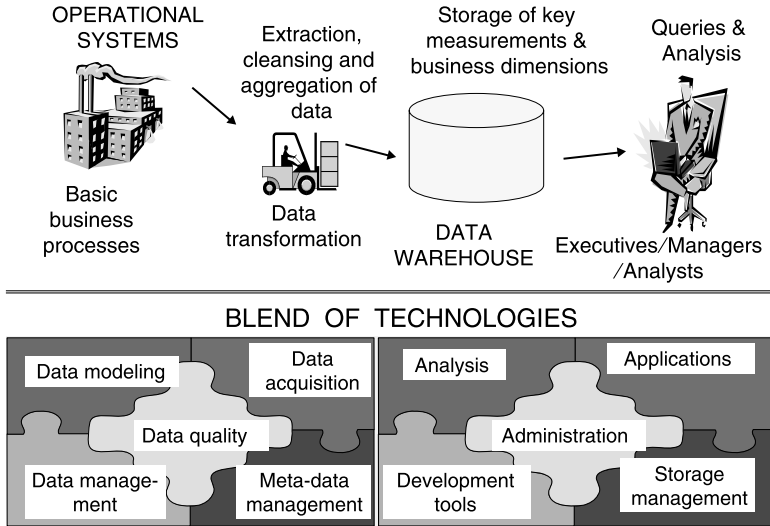 OPERATIONAL
SYSTEMS
Basic
business
processes
Extraction,
cleansing and
aggregation of
data
Data
transformation
Storage of key
measurements &
business dimensions
DATA
WAREHOUSE
Queries &
Analysis
Executives/Managers
/Analysts
BLEND OF TECHNOLOGIES
Data modeling
Data
acquisition
Data quality
Data manage-
ment
Meta-data
management
Analysis
Applications
Administration
Development
tools
Storage
management